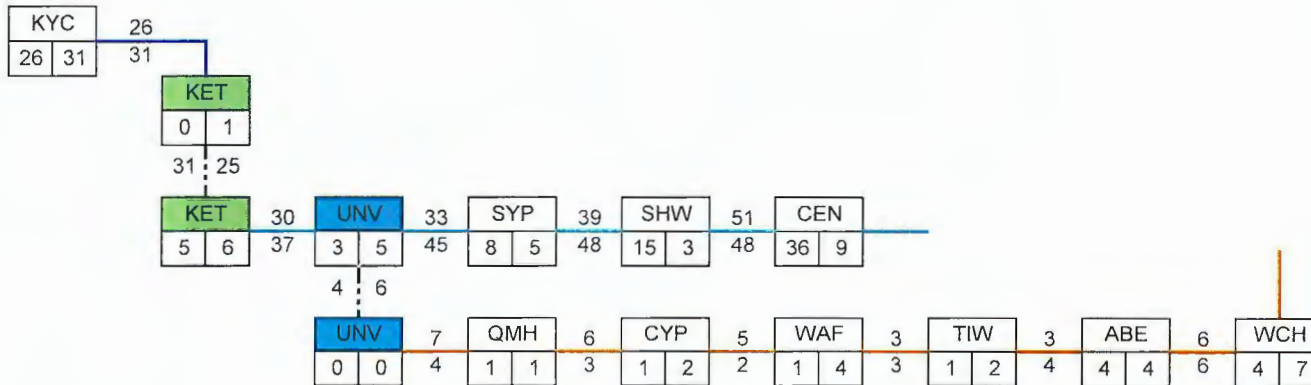 KYC
26
26 31
31
KET
0 1
31 25
KET
30
UNV
33
SYP
39
SHW
51
CEN
5 6
37
3 5
45
8 5
48
15 3
48
36 9
4 6
UNV
7
QMH
6
CYP
5
WAF
3
TIW
3
ABE
6
WCH
0 0
4
1 1
3
1 2
2
1 4
3
1 2
4
4 4
6
4 7